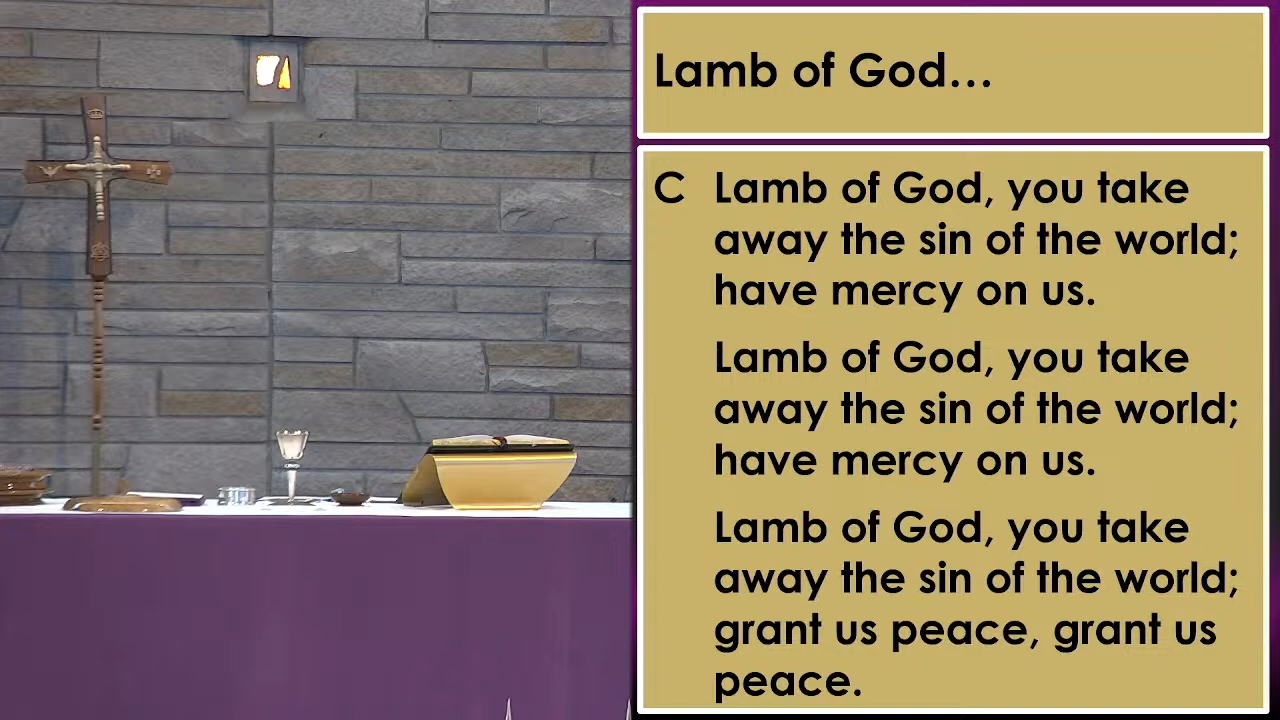 Lamb of God…
C Lamb of God, you take
away the sin of the world;
have mercy on us.
Lamb of God, you take
away the sin of the world;
have mercy on us.
Lamb of God, you take
away the sin of the world;
grant us peace, grant us
peace.